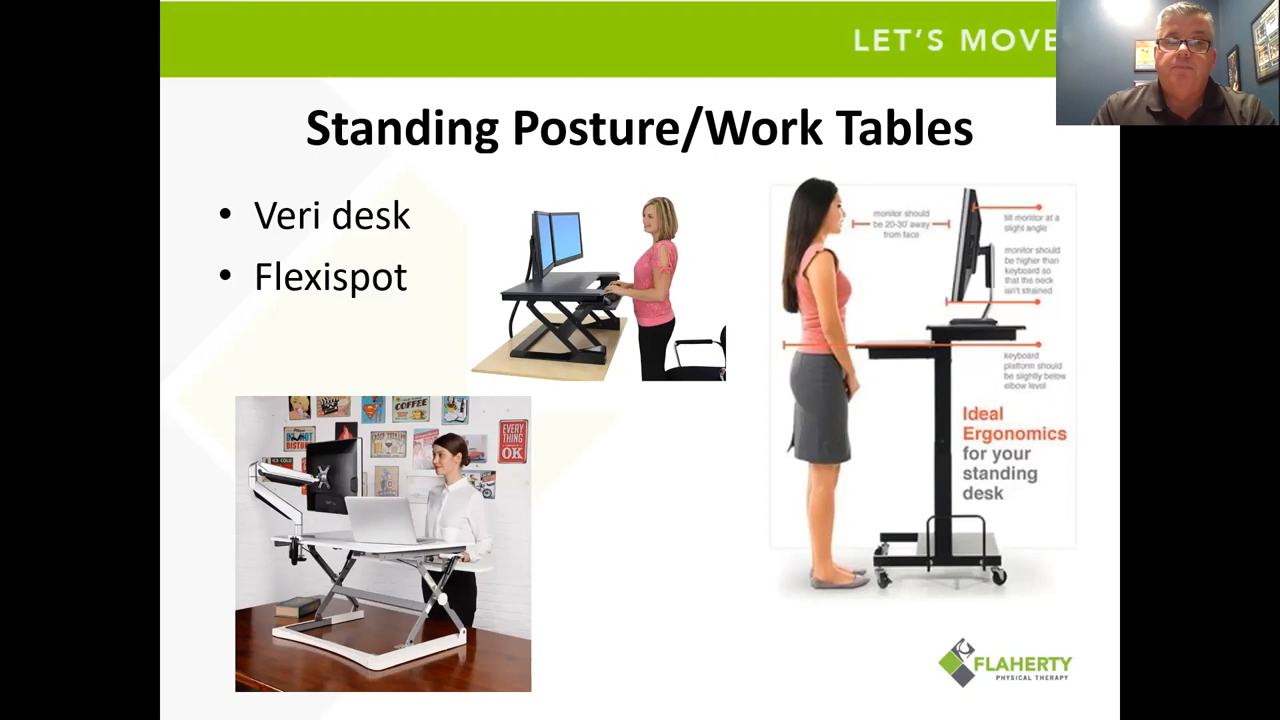 LET'S MOVE
Standing Posture/Work Tables
• Veri desk
• Flexispot
monitor should
be 20-30" away
from face
tilt monitor at a
slight angle
monitor should
be higher than
keyboard so
that the neck
isn't strained
keyboard
platform should
be slightly below
elbow level
Ideal
Ergonomics
for your
standing
desk
COFFEE
EVERY
THING
IS
OK
FLAHERTY
PHYSICAL THERAPY